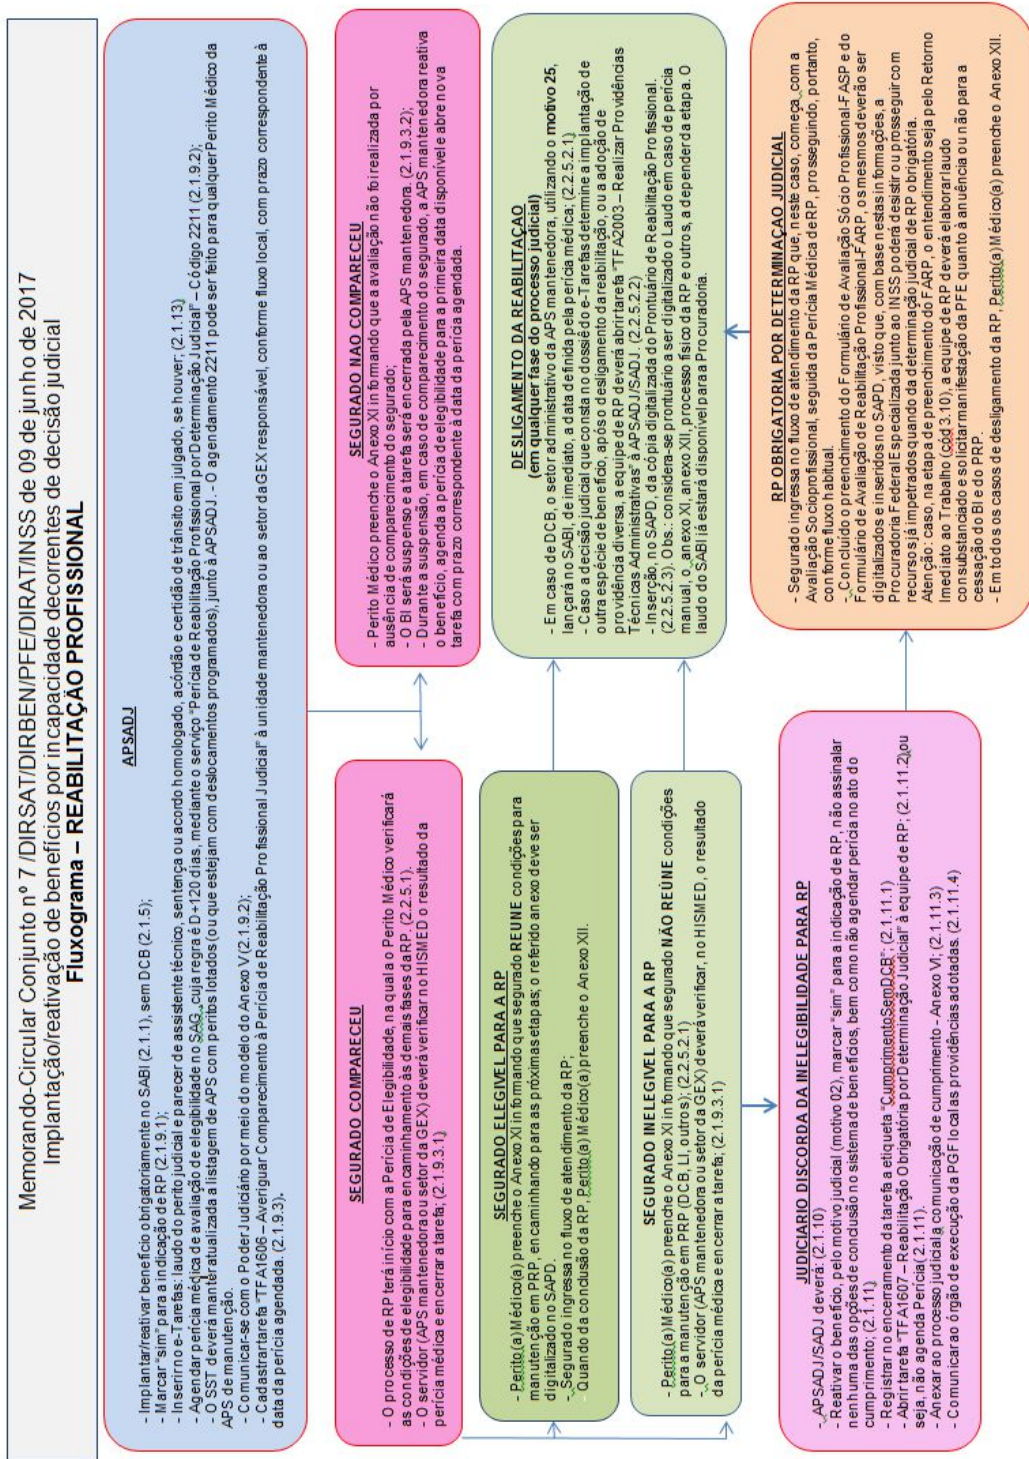 Memorando-Circular Conjunto nº 7 /DIRSAT/DIRBEN/PFE/DIRAT/INSS de 09 de junho de 2017
Implantação/reativação de benefícios por incapacidade decorrentes de decisão judicial
Fluxograma – REABILITAÇÃO PROFISSIONAL
APSADJ
- Implantar/reativar benefício obrigatoriamente no SABI (2.1.1), sem DCB (2.1.5);
- Marcar "sim" para a indicação de RP (2.1.9.1);
- Inserir no e-Tarefas: laudo do perito judicial e parecer de assistente técnico, sentença ou acordo homologado, acórdão e certidão de trânsito em julgado, se houver; (2.1.13)
- Agendar perícia médica de avaliação de elegibilidade no SAG, cuja regra é D+120 dias, mediante o serviço "Perícia de Reabilitação Profissional por Determinação Judicial" – Código 2211 (2.1.9.2);
- O SST deverá manter atualizada a listagem de APS com peritos lotados (ou que estejam com deslocamentos programados), junto à APSADJ. - O agendamento 2211 pode ser feito para qualquer Perito Médico da
APS de manutenção.
- Comunicar-se com o Poder Judiciário por meio do modelo do Anexo V (2.1.9.2);
- Cadastrar tarefa "TFA1606 – Averiguar Comparecimento à Perícia de Reabilitação Profissional Judicial" à unidade mantenedora ou ao setor da GEX responsável, conforme fluxo local, com prazo correspondente à
data da perícia agendada. (2.1.9.3).
SEGURADO COMPARECEU
- O processo de RP terá início com a Perícia de Elegibilidade, na qual o Perito Médico verificará
as condições de elegibilidade para encaminhamento às demais fases da RP. (2.2.5.1).
- O servidor (APS mantenedora ou setor da GEX) deverá verificar no HISMED o resultado da
perícia médica e encerrar a tarefa; (2.1.9.3.1)
SEGURADO NÃO COMPARECEU
- Perito Médico preenche o Anexo XI informando que a avaliação não foi realizada por
ausência de comparecimento do segurado;
- O BI será suspenso e a tarefa será encerrada pela APS mantenedora. (2.1.9.3.2);
- Durante a suspensão, em caso de comparecimento do segurado, a APS mantenedora reativa
o benefício, agenda a perícia de elegibilidade para a primeira data disponível e abre nova
tarefa com prazo correspondente à data da perícia agendada.
SEGURADO ELEGÍVEL PARA A RP
- Perito(a) Médico(a) preenche o Anexo XI informando que segurado REUNE condições para
manutenção em PRP, encaminhando para as próximas etapas; o referido anexo deve ser
digitalizado no SAPD.
- Segurado ingressa no fluxo de atendimento da RP;
- Quando da conclusão da RP, Perito(a) Médico(a) preenche o Anexo XII.
SEGURADO INELEGIVEL PARA A RP
- Perito(a) Médico(a) preenche o Anexo XI informando que segurado NÃO REÚNE condições
para a manutenção em PRP (DCB, LI, outros); (2.2.5.2.1)
- O servidor (APS mantenedora ou setor da GEX) deverá verificar, no HISMED, o resultado
da perícia médica e encerrar a tarefa; (2.1.9.3.1)
DESLIGAMENTO DA REABILITAÇÃO
(em qualquer fase do processo judicial)
- Em caso de DCB, o setor administrativo da APS mantenedora, utilizando o motivo 25,
lançará no SABI, de imediato, a data definida pela perícia médica; (2.2.5.2.1)
- Caso a decisão judicial que consta no dossiê do e-Tarefas determine a implantação de
outra espécie de benefício, após o desligamento da reabilitação, ou a adoção de
providência diversa, a equipe de RP deverá abrir tarefa "TFA2003 – Realizar Providências
Técnicas Administrativas" à APSADJ/SADJ. (2.2.5.2.2)
- Inserção, no SAPD, da cópia digitalizada do Prontuário de Reabilitação Profissional.
(2.2.5.2.3). Obs.: considera-se prontuário a ser digitalizado o Laudo em caso de perícia
manual, o anexo XI, anexo XII, processo físico da RP e outros, a depender da etapa. O
laudo do SABI já estará disponível para a Procuradoria.
JUDICIARIO DISCORDA DA INELEGIBILIDADE PARA RP
- APSADJ/SADJ deverá: (2.1.10)
- Reativar o benefício, pelo motivo judicial (motivo 02), marcar "sim" para a indicação de RP, não assinalar
nenhuma das opções de conclusão no sistema de benefícios, bem como não agendar perícia no ato do
cumprimento; (2.1.11)
- Registrar no encerramento da tarefa a etiqueta "CumprimentoSemDCB"; (2.1.11.1)
- Abrir tarefa "TFA1607 – Reabilitação Obrigatória por Determinação Judicial" à equipe de RP; (2.1.11.2)ou
seja, não agenda Perícia( 2.1.11).
- Anexar ao processo judicial a comunicação de cumprimento - Anexo VI; (2.1.11.3)
- Comunicar ao órgão de execução da PGF local as providências adotadas. (2.1.11.4)
RP OBRIGATORIA POR DETERMINAÇÃO JUDICIAL
- Segurado ingressa no fluxo de atendimento da RP que, neste caso, começa com a
Avaliação Socioprofissional, seguida da Perícia Médica de RP, prosseguindo, portanto,
conforme fluxo habitual.
- Concluído o preenchimento do Formulário de Avaliação Sócio Profissional-FASP e do
Formulário de Avaliação de Reabilitação Profissional-FARP, os mesmos deverão ser
digitalizados e inseridos no SAPD, visto que, com base nestas informações, a
Procuradoria Federal Especializada junto ao INSS poderá desistir ou prosseguir com
recursos já impetrados quando da determinação judicial de RP obrigatória.
Atenção: caso, na etapa de preenchimento do FARP, o entendimento seja pelo Retorno
Imediato ao Trabalho (cód 3.10), a equipe de RP deverá elaborar laudo
consubstanciado e solicitar manifestação da PFE quanto à anuência ou não para a
cessação do BI e do PRP.
- Em todos os casos de desligamento da RP, Perito(a) Médico(a) preenche o Anexo XII.